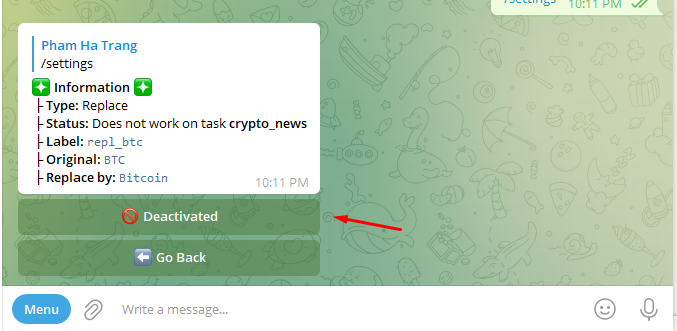 /settings
10:11 PM
Pham Ha Trang
/settings
Information
Type: Replace
Status: Does not work on task crypto_news
Label: repl_btc
Original: BTC
Replace by: Bitcoin
10:11 PM
Deactivated
Go Back
Menu
Write a message...